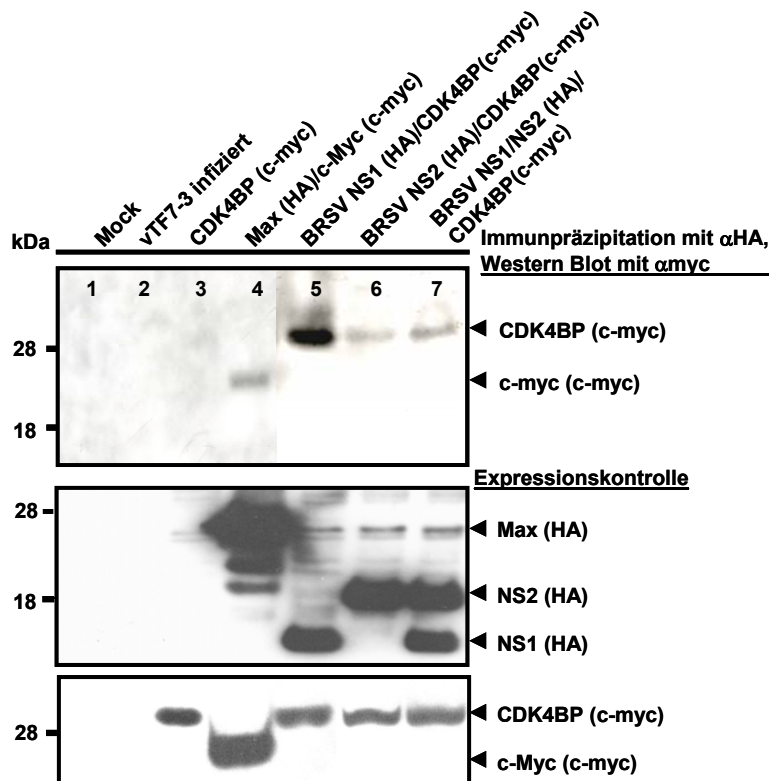 Mock
vTF7-3 infiziert
CDK4BP (c-myc)
Max (HA)/c-Myc (c-myc)
BRSV NS1 (HA)/CDK4BP(c-myc)
BRSV NS2 (HA)/CDK4BP(c-myc)
BRSV NS1/NS2 (HA)/
CDK4BP(c-myc)
kDa
Immunpräzipitation mit αHA,
Western Blot mit αmyc
1 2 3 4 5 6 7
CDK4BP (c-myc)
28
c-myc (c-myc)
18
Expressionskontrolle
28
Max (HA)
18
NS2 (HA)
NS1 (HA)
CDK4BP (c-myc)
28
c-Myc (c-myc)